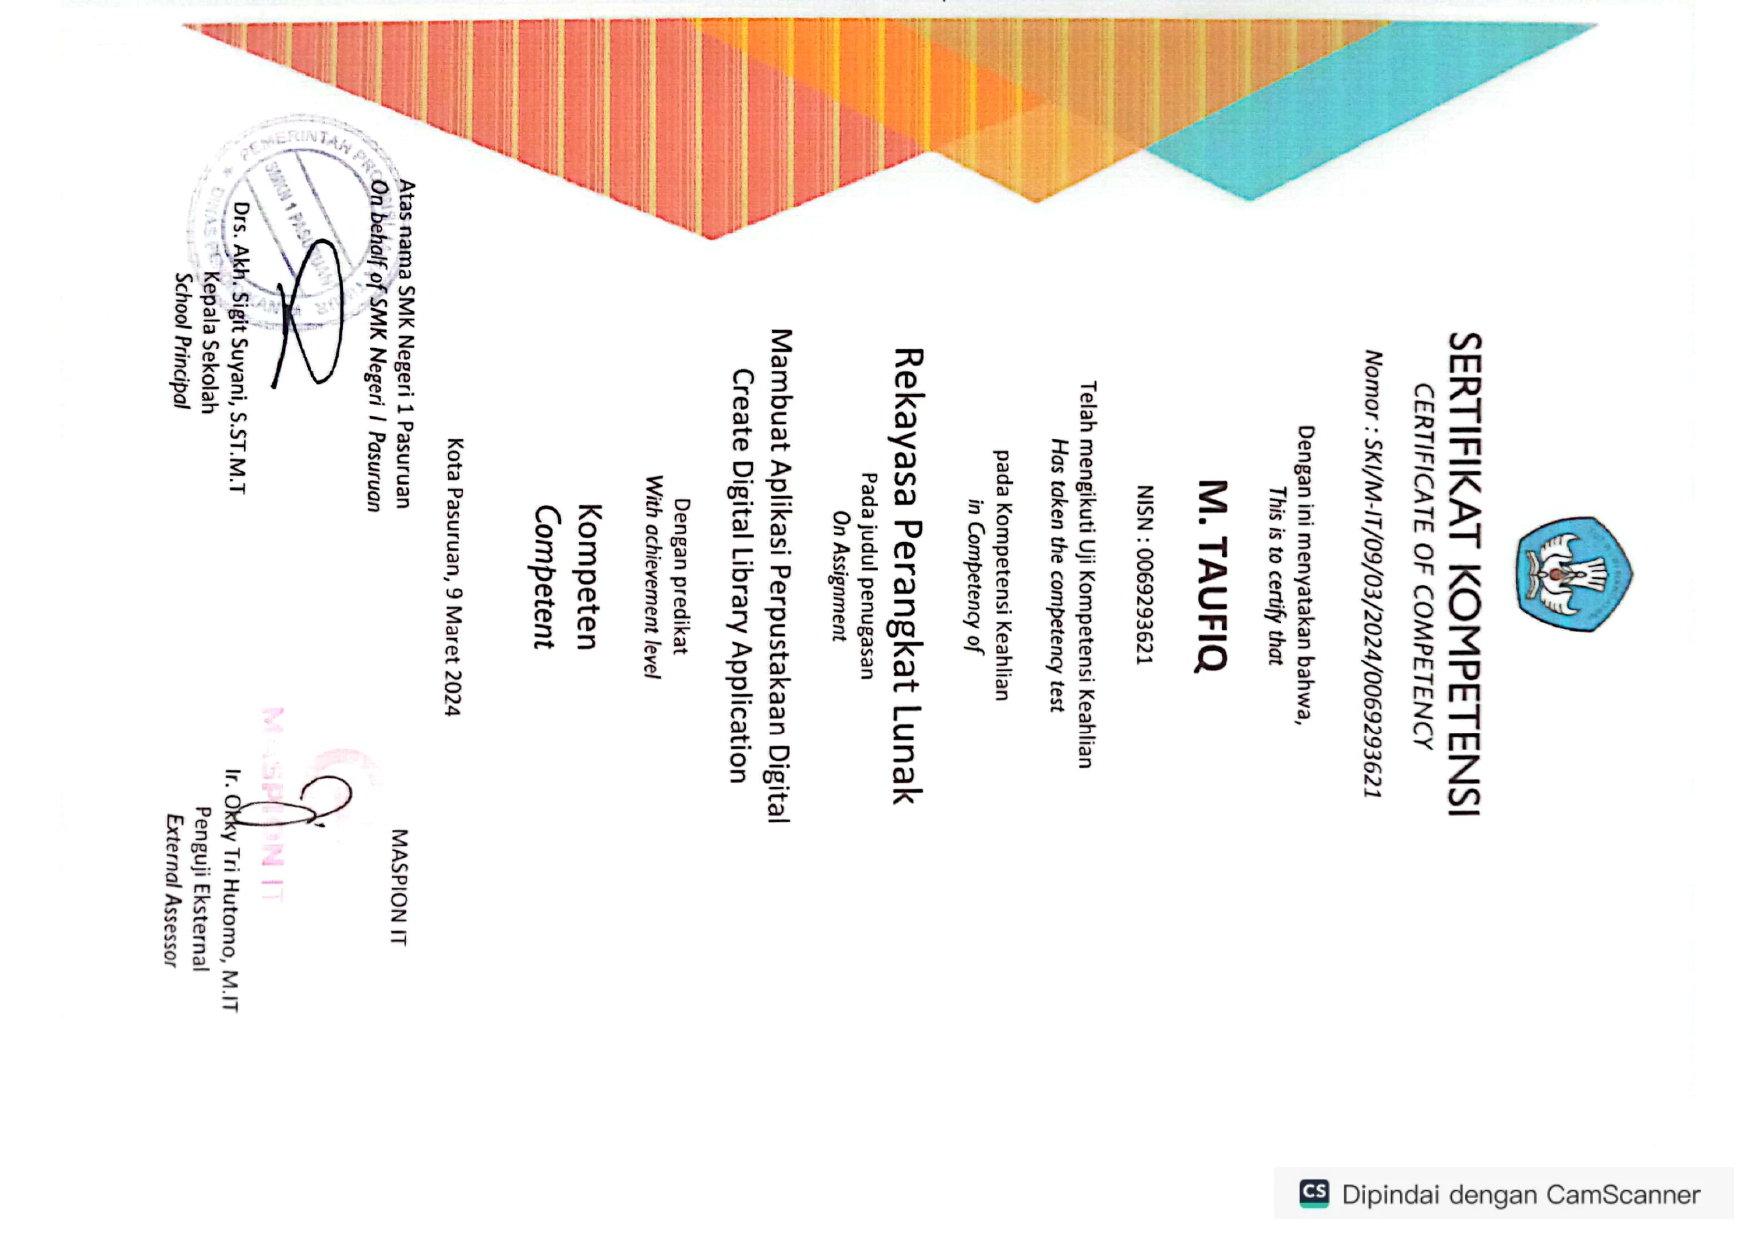 SERTIFIKAT KOMPETENSI
CERTIFICATE OF COMPETENCY
Nomor : SKI/M-IT/09/03/2024/0069293621
Dengan ini menyatakan bahwa,
This is to certify that
M. TAUFIQ
NISN : 0069293621
Telah mengikuti Uji Kompetensi Keahlian
Has taken the competency test
pada Kompetensi Keahlian
in Competency of
Rekayasa Perangkat Lunak
Pada judul penugasan
On Assignment
Mambuat Aplikasi Perpustakaan Digital
Create Digital Library Application
Dengan predikat
With achievement level
Kompeten
Competent
Kota Pasuruan, 9 Maret 2024
Atas nama SMK Negeri 1 Pasuruan
On behalf of SMK Negeri 1 Pasuruan
PEMERINTAH
SMKN 1 PASURUAN
Drs. Akh. Sigit Suyani, S.ST.M.T
Kepala Sekolah
School Principal
MASPION IT
MASPION IT
Ir. Okky Tri Hutomo, M.IT
Penguji Eksternal
External Assessor
CS Dipindai dengan CamScanner